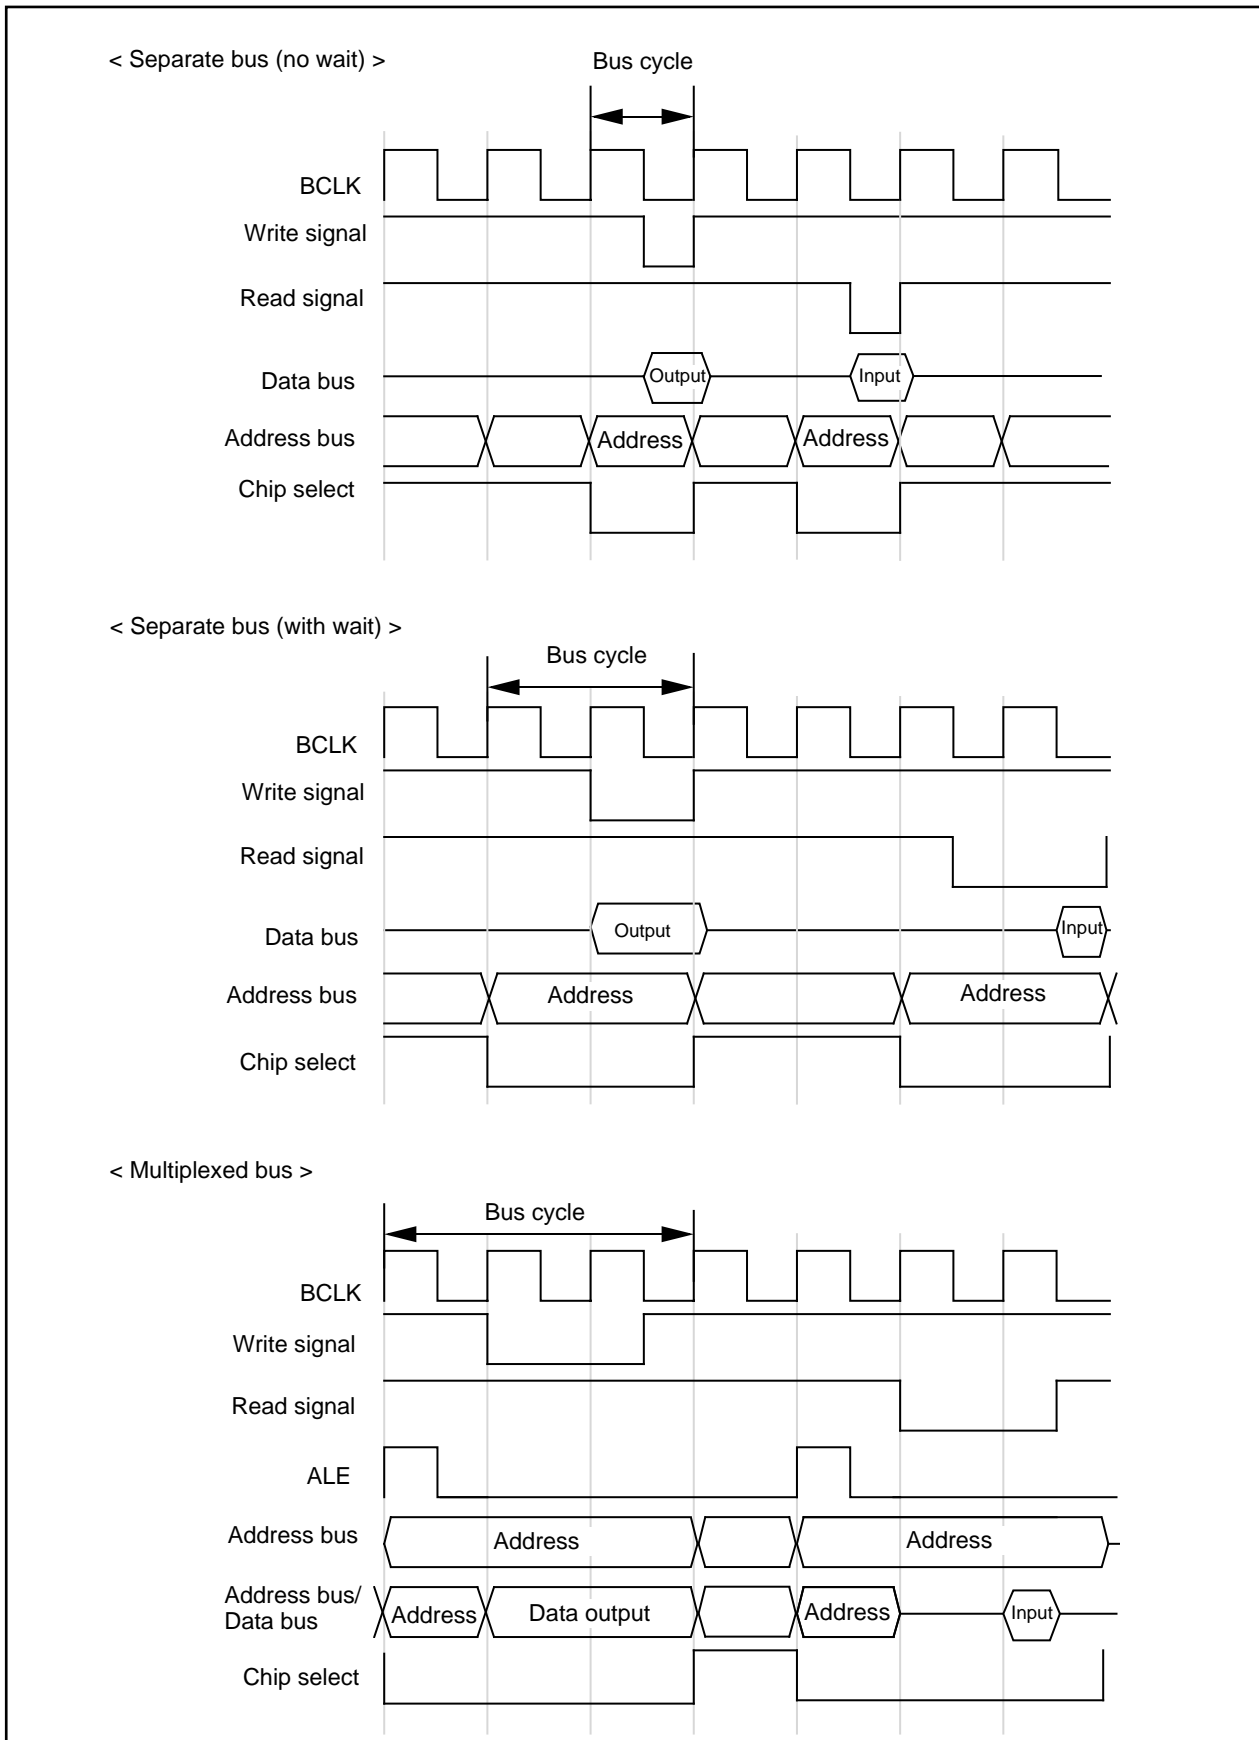 < Separate bus (no wait) >
Bus cycle
BCLK
Write signal
Read signal
Data bus
Output
Input
Address bus
Address
Address
Chip select
< Separate bus (with wait) >
Bus cycle
BCLK
Write signal
Read signal
Data bus
Output
Input
Address bus
Address
Address
Chip select
< Multiplexed bus >
Bus cycle
BCLK
Write signal
Read signal
ALE
Address bus
Address
Address
Address bus/
Data bus
Address
Data output
Address
Input
Chip select